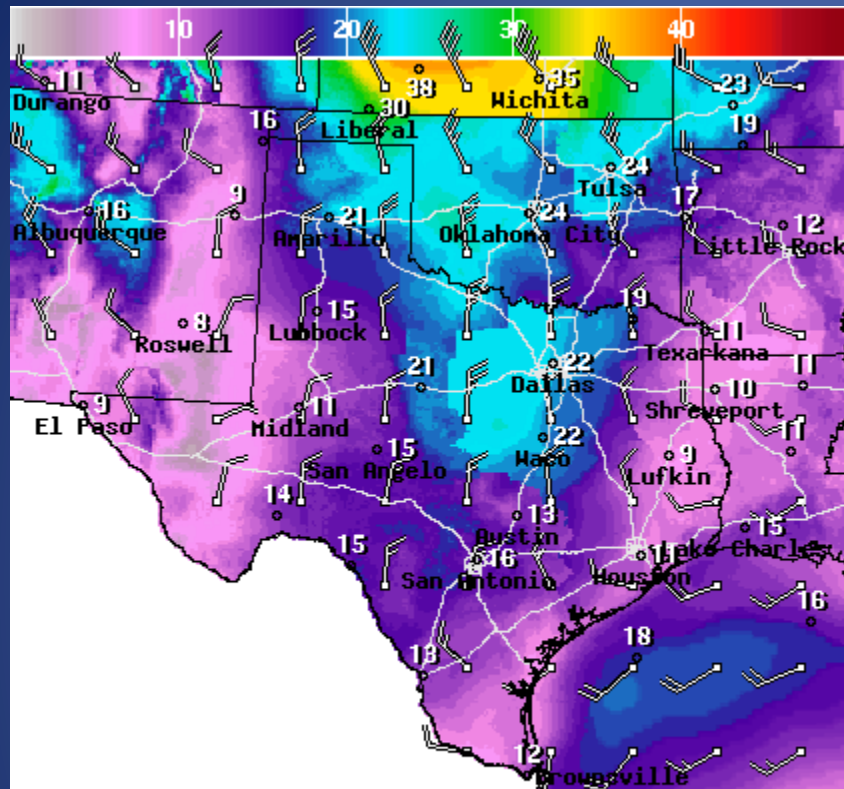 10 20 30 40
11
Durango
38
35
Wichita
30
Liberal
23
19
16
24
Tulsa
17
16
Albuquerque
9
21
Amarillo
24
Oklahoma City
12
Little Rock
8
Roswell
15
Lubbock
19
11
Texarkana
22
Dallas
21
11
10
Shreveport
9
El Paso
11
Midland
22
Waco
15
San Angelo
9
Lufkin
11
14
13
Austin
15
Lake Charles
15
16
San Antonio
Houston
16
18
13
12
Brownsville